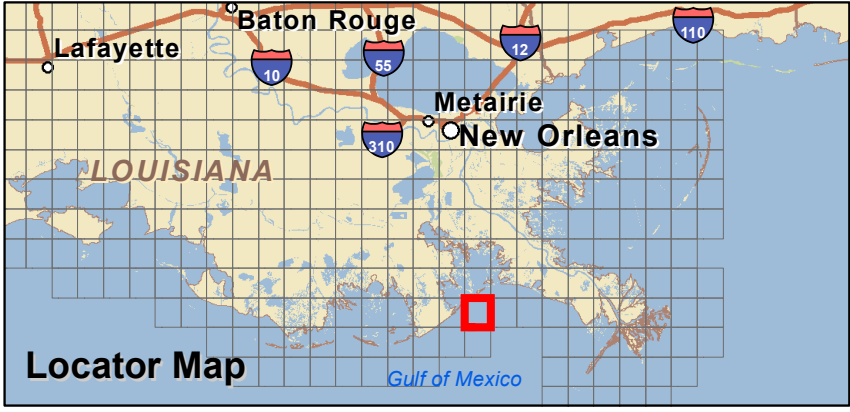 Baton Rouge
110
12
Lafayette
55
10
Metairie
New Orleans
310
LOUISIANA
Locator Map
Gulf of Mexico